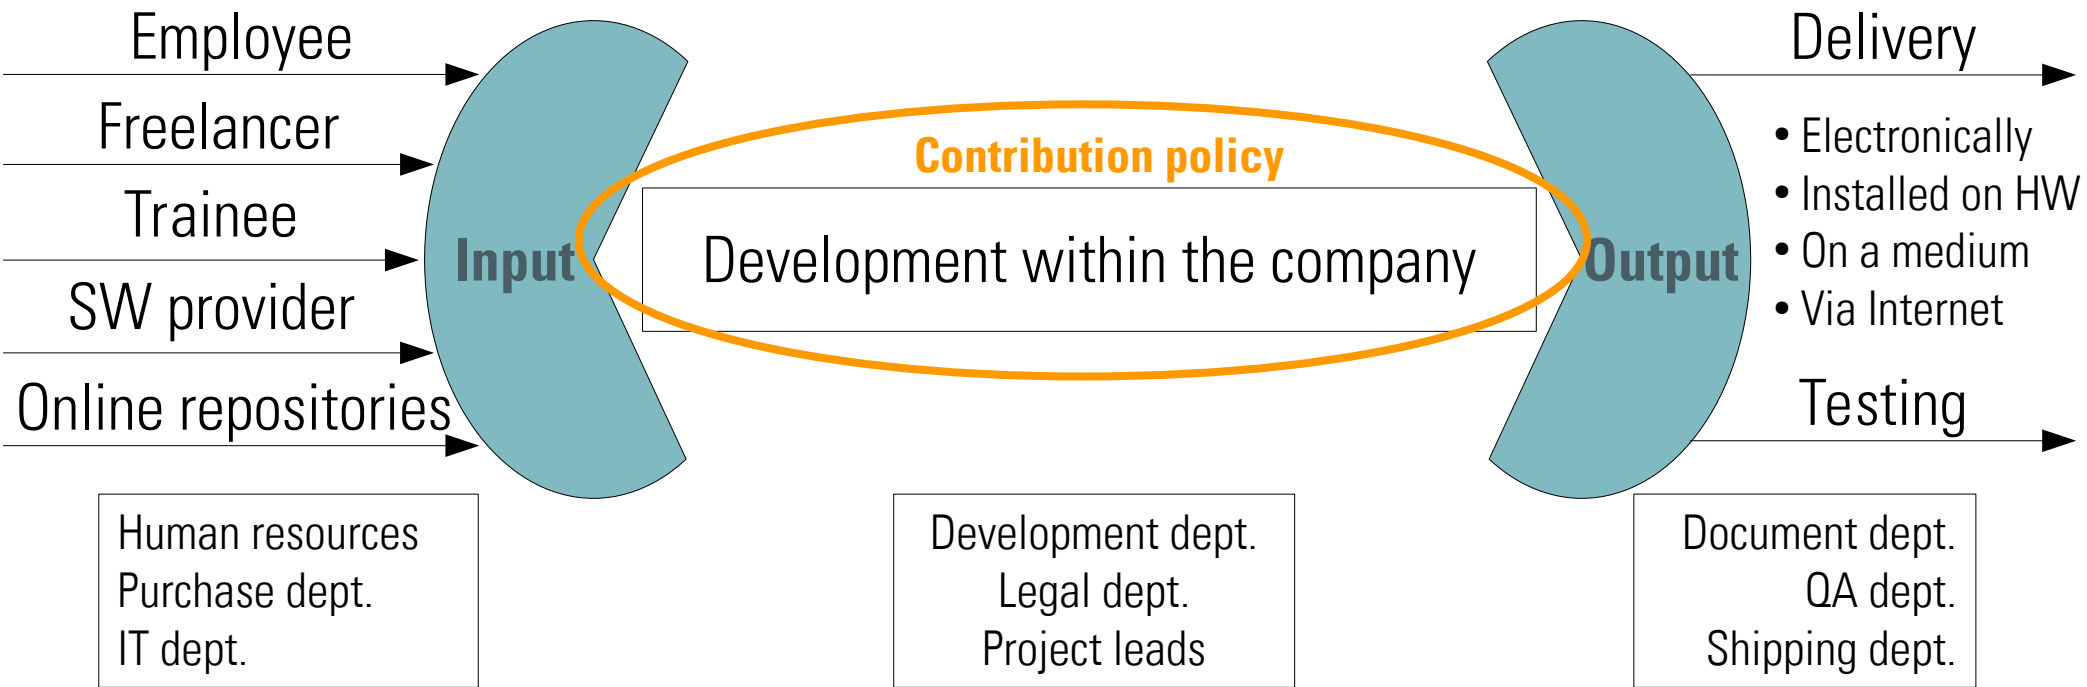 Employee
Freelancer
Trainee
SW provider
Online repositories
Input
Contribution policy
Development within the company
Output
Delivery
• Electronically
• Installed on HW
• On a medium
• Via Internet
Testing
Human resources
Purchase dept.
IT dept.
Development dept.
Legal dept.
Project leads
Document dept.
QA dept.
Shipping dept.